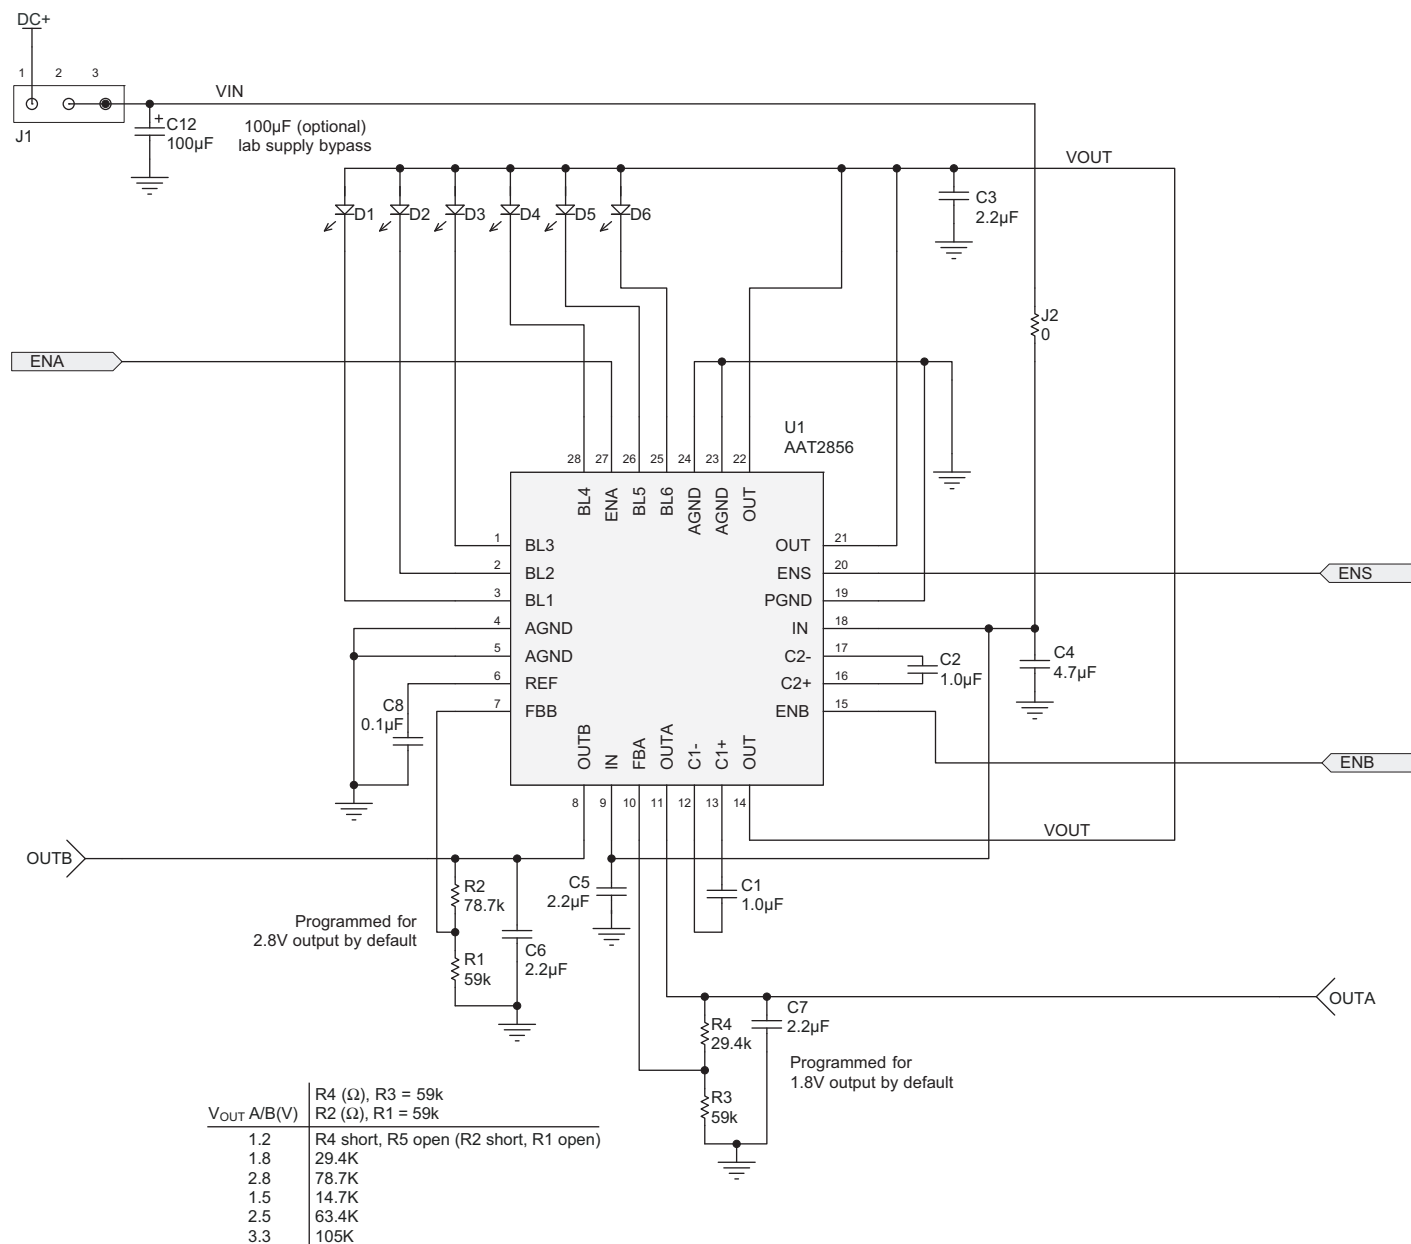 DC+
1 2 3
J1
VIN
+
C12
100µF
100µF (optional)
lab supply bypass
VOUT
D1 D2 D3 D4 D5 D6
C3
2.2µF
J2
0
ENA
U1
AAT2856
28 27 26 25 24 23 22
BL4 ENA BL5 BL6 AGND AGND OUT
1 BL3
2 BL2
3 BL1
4 AGND
5 AGND
6 REF
7 FBB
OUT 21
ENS 20
PGND 19
IN 18
C2- 17
C2+ 16
ENB 15
OUTB IN FBA OUTA C1- C1+ OUT
8 9 10 11 12 13 14
ENS
C2
1.0µF
C4
4.7µF
C8
0.1µF
ENB
VOUT
OUTB
R2
78.7k
C5
2.2µF
C1
1.0µF
Programmed for
2.8V output by default
C6
2.2µF
R1
59k
OUTA
C7
2.2µF
R4
29.4k
Programmed for
1.8V output by default
R3
59k
R4 (Ω), R3 = 59k
VOUT A/B(V) R2 (Ω), R1 = 59k
1.2 R4 short, R5 open (R2 short, R1 open)
1.8 29.4K
2.8 78.7K
1.5 14.7K
2.5 63.4K
3.3 105K